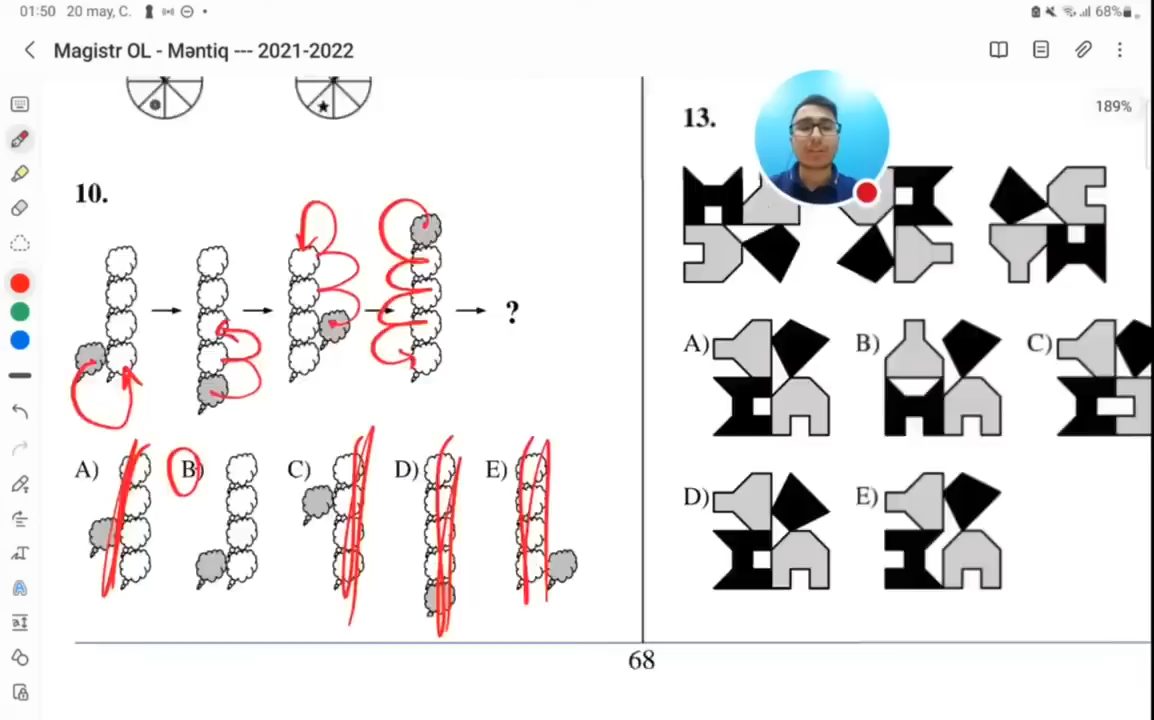 01:50 20 may, C. 68%
Magistr OL - Məntiq --- 2021-2022
189%
10.
?
A) B) C) D) E)
68
13.
A) B) C)
D) E)